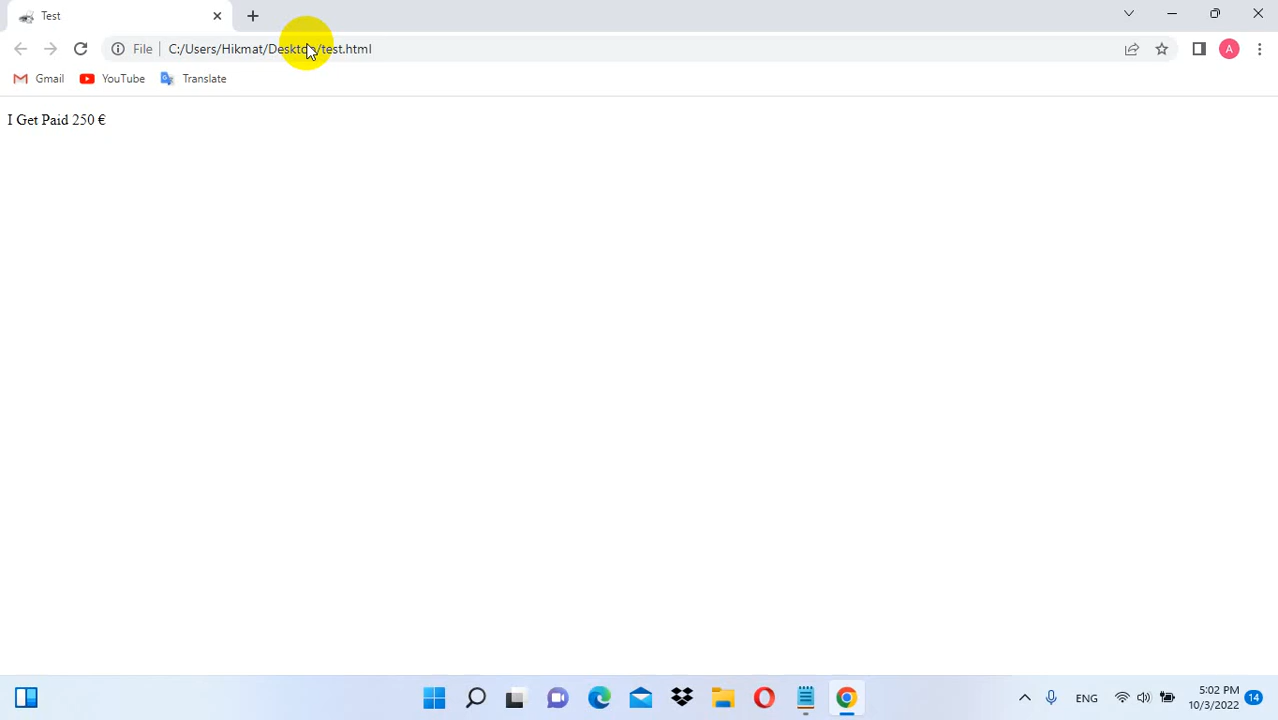 Test
File
C:/Users/Hikmat/Desktop/test.html
A
Gmail
YouTube
Translate
I Get Paid 250 €
ENG
5:02 PM
10/3/2022
14